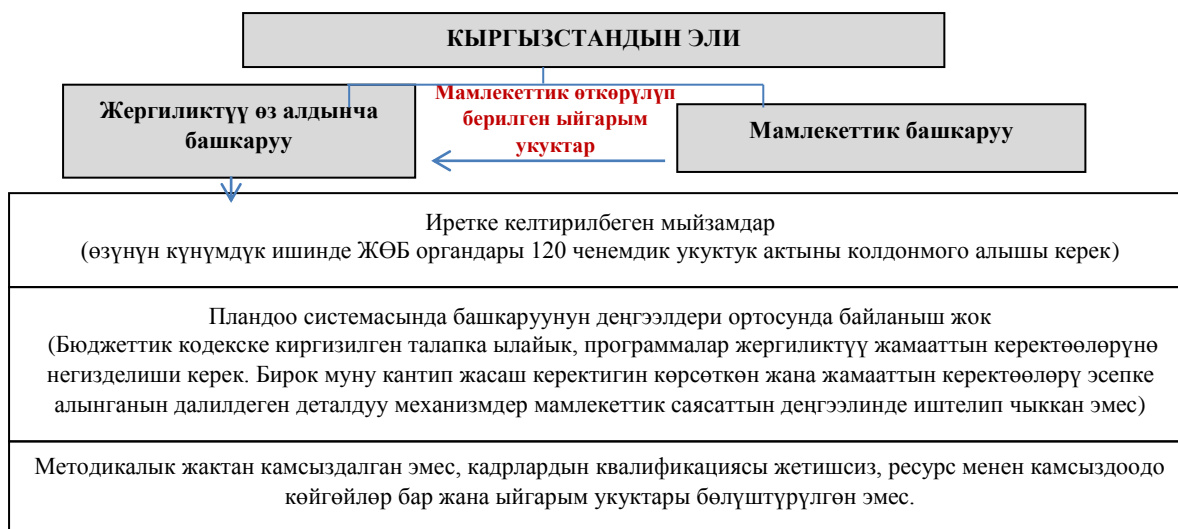 КЫРГЫЗСТАНДЫН ЭЛИ
Жергиликтүү өз алдынча
башкаруу
Мамлекеттик өткөрүлүп
берилген ыйгарым
укуктар
Мамлекеттик башкаруу
Иретке келтирилбеген мыйзамдар
(өзүнүн күнүмдүк ишинде ЖӨБ органдары 120 ченемдик укуктук актыны колдонмого алышы керек)
Пландоо системасында башкаруунун деңгээлдери ортосунда байланыш жок
(Бюджеттик кодекске киргизилген талапка ылайык, программалар жергиликтүү жамааттын керектөөлөрүнө
негизделиши керек. Бирок муну кантип жасаш керектигин көрсөткөн жана жамааттын керектөөлөрү эсепке
алынганын далилдеген деталдуу механизмдер мамлекеттик саясаттын деңгээлинде иштелип чыккан эмес)
Методикалык жактан камсыздалган эмес, кадрлардын квалификациясы жетишсиз, ресурс менен камсыздоодо
көйгөйлөр бар жана ыйгарым укуктары бөлүштүрүлгөн эмес.